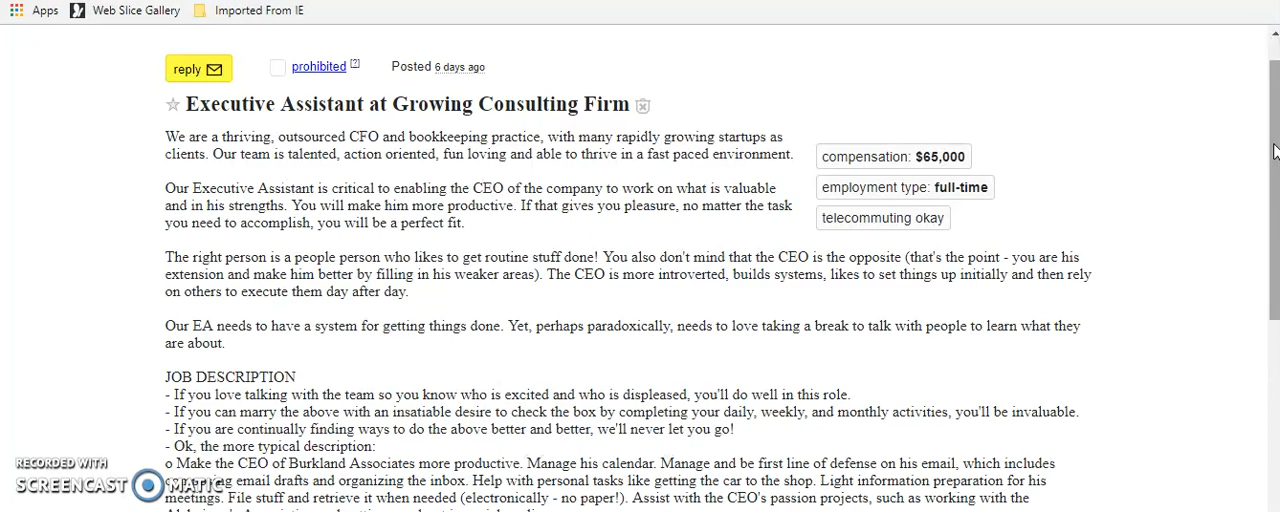 Apps Web Slice Gallery Imported From IE
reply prohibited [?] Posted 6 days ago
Executive Assistant at Growing Consulting Firm
We are a thriving, outsourced CFO and bookkeeping practice, with many rapidly growing startups as
clients. Our team is talented, action oriented, fun loving and able to thrive in a fast paced environment.
compensation: $65,000
employment type: full-time
telecommuting okay
Our Executive Assistant is critical to enabling the CEO of the company to work on what is valuable
and in his strengths. You will make him more productive. If that gives you pleasure, no matter the task
you need to accomplish, you will be a perfect fit.
The right person is a people person who likes to get routine stuff done! You also don't mind that the CEO is the opposite (that's the point - you are his
extension and make him better by filling in his weaker areas). The CEO is more introverted, builds systems, likes to set things up initially and then rely
on others to execute them day after day.
Our EA needs to have a system for getting things done. Yet, perhaps paradoxically, needs to love taking a break to talk with people to learn what they
are about.
JOB DESCRIPTION
- If you love talking with the team so you know who is excited and who is displeased, you'll do well in this role.
- If you can marry the above with an insatiable desire to check the box by completing your daily, weekly, and monthly activities, you'll be invaluable.
- If you are continually finding ways to do the above better and better, we'll never let you go!
- Ok, the more typical description:
o Make the CEO of Burkland Associates more productive. Manage his calendar. Manage and be first line of defense on his email, which includes
email drafts and organizing the inbox. Help with personal tasks like getting the car to the shop. Light information preparation for his
meetings. File stuff and retrieve it when needed (electronically - no paper!). Assist with the CEO's passion projects, such as working with the
RECORDED WITH
SCREENCAST MATIC